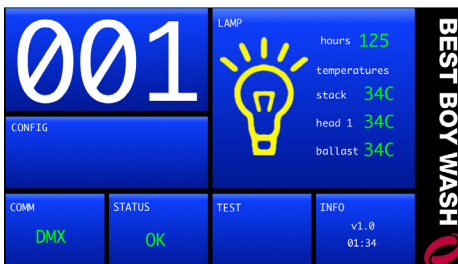 001
LAMP
hours 125
temperatures
stack 34C
head 1 34C
ballast 34C
CONFIG
COMM
DMX
STATUS
OK
TEST
INFO
v1.0
01:34
BEST BOY WASH